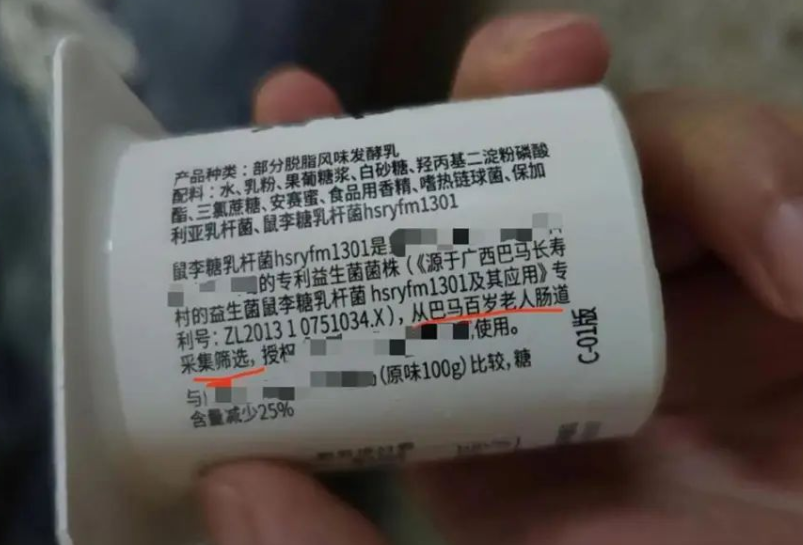 产品种类：部分脱脂风味发酵乳
配料：水、乳粉、果葡糖浆、白砂糖、羟丙基二淀粉磷酸
酯、三氯蔗糖、安赛蜜、食品用香精、嗜热链球菌、保加
利亚乳杆菌、鼠李糖乳杆菌hsryfm1301
鼠李糖乳杆菌hsryfm1301是
的专利益生菌菌株（《源于广西巴马长寿
村的益生菌鼠李糖乳杆菌 hsryfm1301及其应用》专
利号：ZL2013 1 0751034.X），从巴马百岁老人肠道
采集筛选，授权 使用。
与 (原味100g)比较，糖
含量减少25%
C-01版